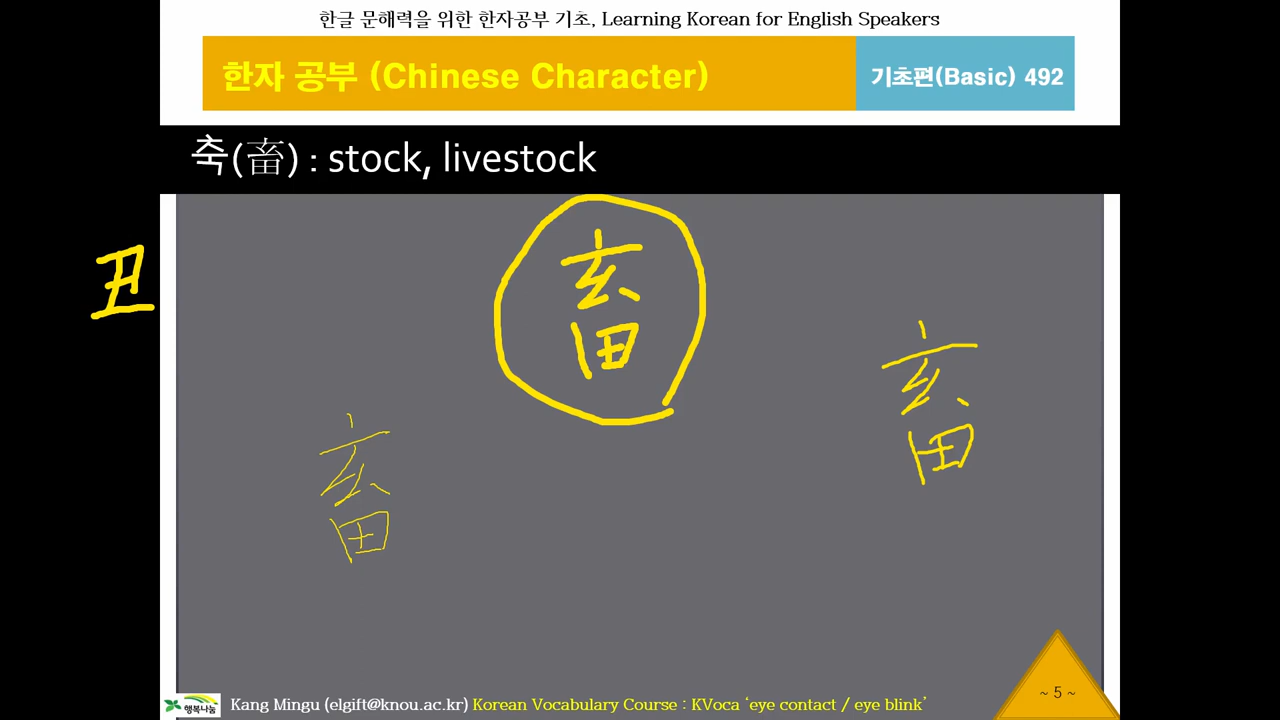 한글 문해력을 위한 한자공부 기초, Learning Korean for English Speakers
한자 공부 (Chinese Character)
기초편(Basic) 492
축(畜) : stock, livestock
丑
畜
畜
畜
~ 5 ~
행복나눔
Kang Mingu (elgift@knou.ac.kr) Korean Vocabulary Course : KVoca ‘eye contact / eye blink’